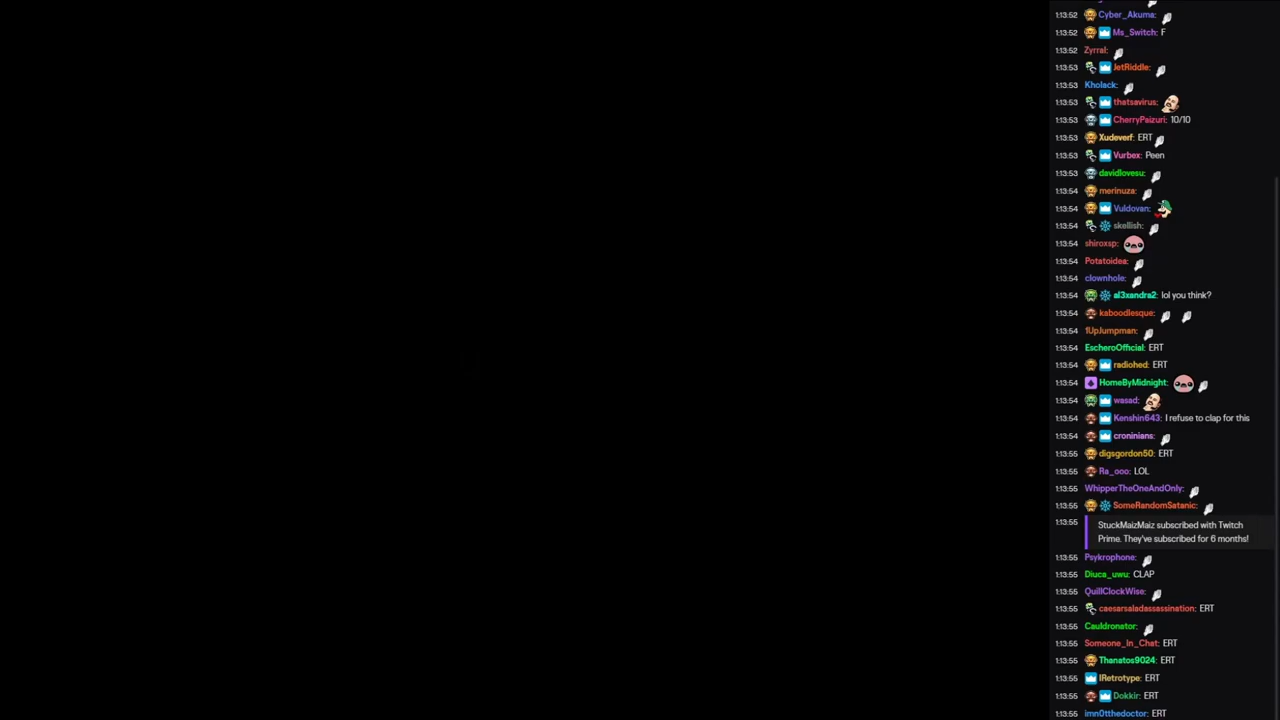 1:13:52 Cyber_Akuma:
1:13:52 Ms_Switch: F
1:13:52 Zyrral:
1:13:53 JetRiddle:
1:13:53 Kholack:
1:13:53 thatsavirus:
1:13:53 CherryPaizuri: 10/10
1:13:53 Xudeverf: ERT
1:13:53 Vurbex: Peen
1:13:53 davidlovesu:
1:13:54 merinuza:
1:13:54 Vuldovan:
1:13:54 skellish:
1:13:54 shiroxsp:
1:13:54 Potatoidea:
1:13:54 clownhole:
1:13:54 al3xandra2: lol you think?
1:13:54 kaboodlesque:
1:13:54 1UpJumpman:
1:13:54 EscheroOfficial: ERT
1:13:54 radiohed: ERT
1:13:54 HomeByMidnight:
1:13:54 wasad:
1:13:54 Kenshin643: I refuse to clap for this
1:13:54 croninians:
1:13:55 digsgordon50: ERT
1:13:55 Ra_ooo: LOL
1:13:55 WhipperTheOneAndOnly:
1:13:55 SomeRandomSatanic:
1:13:55 StuckMaizMaiz subscribed with Twitch
Prime. They've subscribed for 6 months!
1:13:55 Psykrophone:
1:13:55 Diuca_uwu: CLAP
1:13:55 QuillClockWise:
1:13:55 caesarsaladassassination: ERT
1:13:55 Cauldronator:
1:13:55 Someone_In_Chat: ERT
1:13:55 Thanatos9024: ERT
1:13:55 IRetrotype: ERT
1:13:55 Dokkir: ERT
1:13:55 imn0tthedoctor: ERT